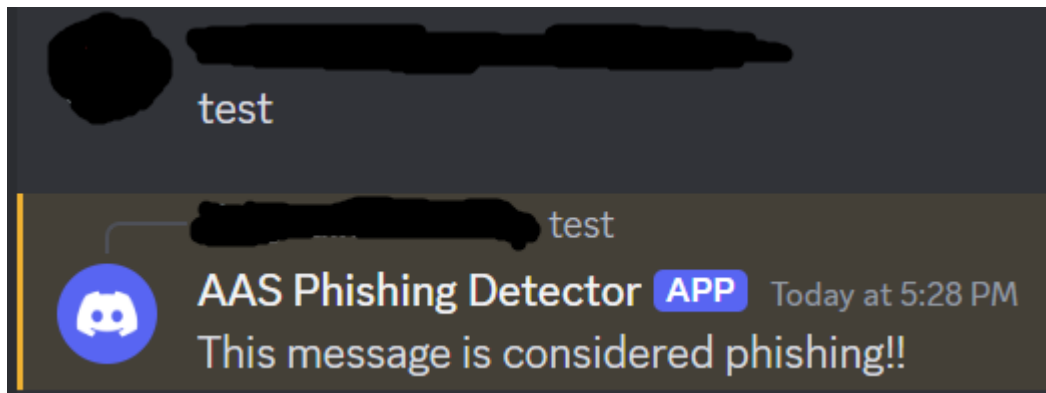 test
test
AAS Phishing Detector APP Today at 5:28 PM
This message is considered phishing!!